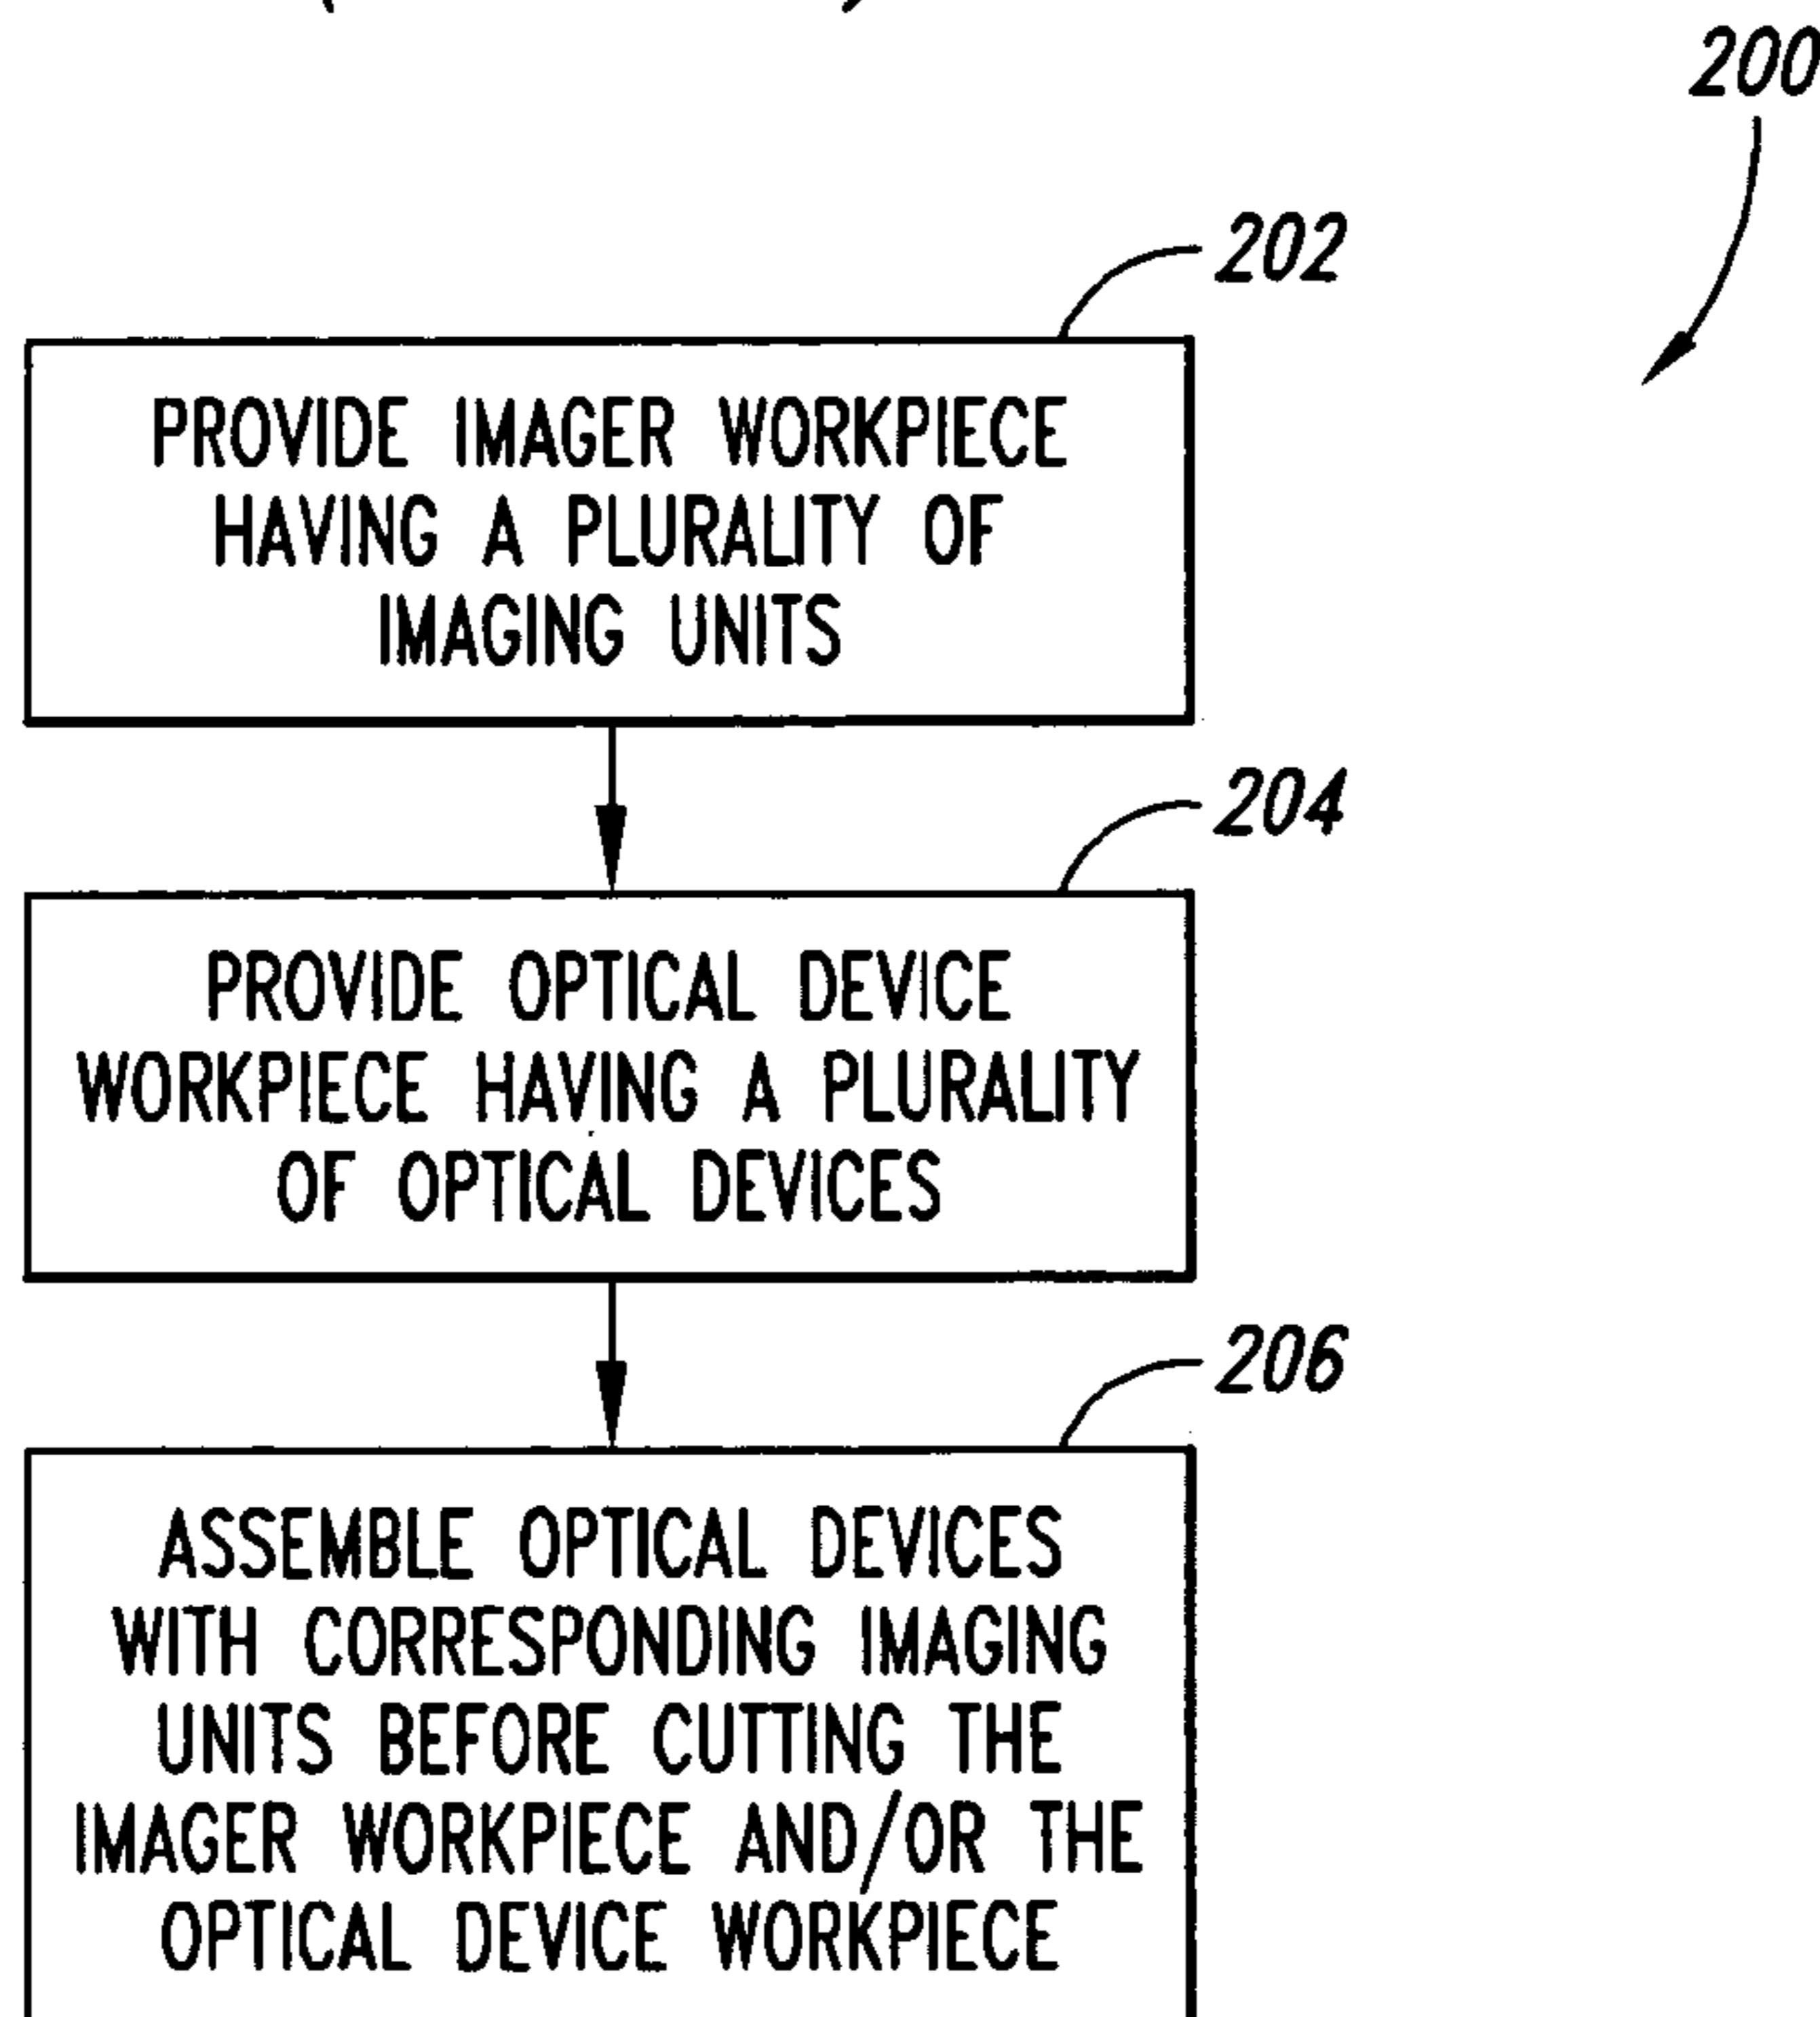 200
202
PROVIDE IMAGER WORKPIECE
HAVING A PLURALITY OF
IMAGING UNITS
204
PROVIDE OPTICAL DEVICE
WORKPIECE HAVING A PLURALITY
OF OPTICAL DEVICES
206
ASSEMBLE OPTICAL DEVICES
WITH CORRESPONDING IMAGING
UNITS BEFORE CUTTING THE
IMAGER WORKPIECE AND/OR THE
OPTICAL DEVICE WORKPIECE